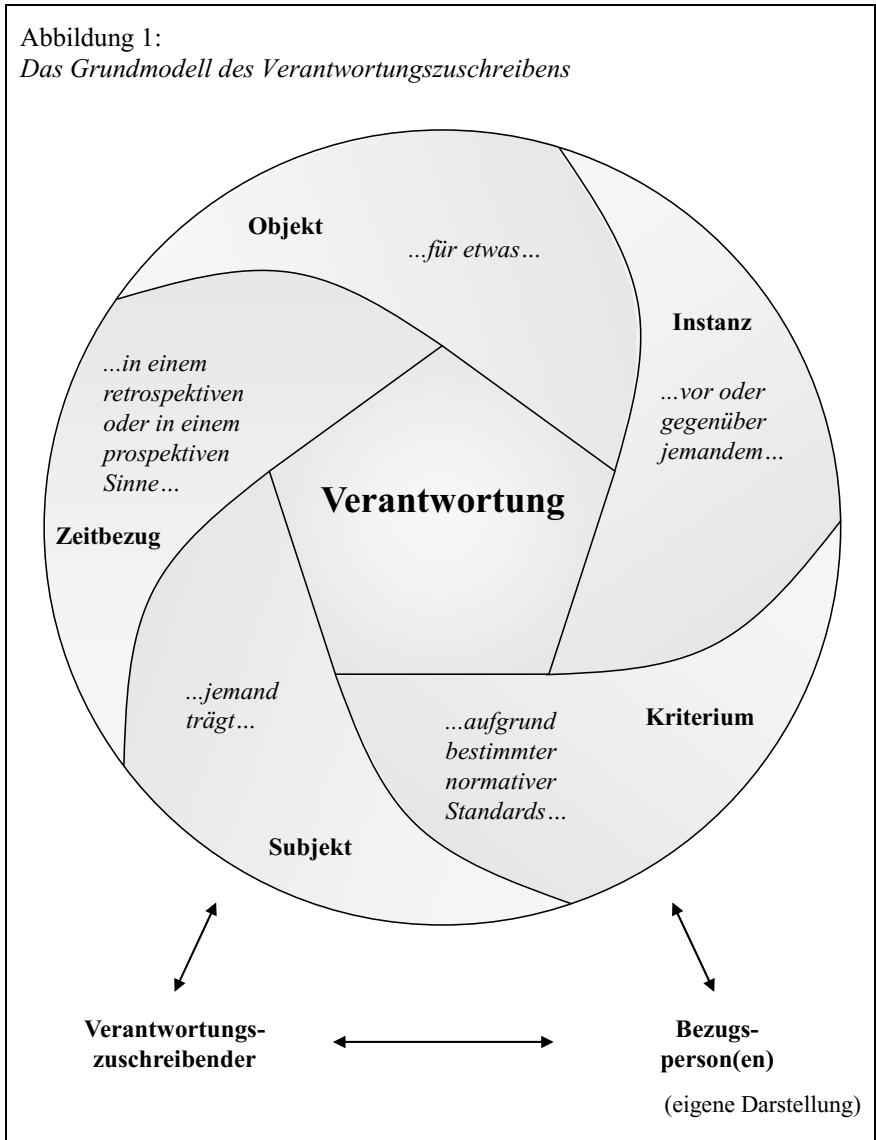 Abbildung 1:
Das Grundmodell des Verantwortungszuschreibens
Objekt
…für etwas…
Instanz
…vor oder
gegenüber
jemandem…
…in einem
retrospektiven
oder in einem
prospektiven
Sinne…
Zeitbezug
Verantwortung
…jemand
trägt…
Subjekt
…aufgrund
bestimmter
normativer
Standards…
Kriterium
Verantwortungs-
zuschreibender
Bezugs-
person(en)
(eigene Darstellung)